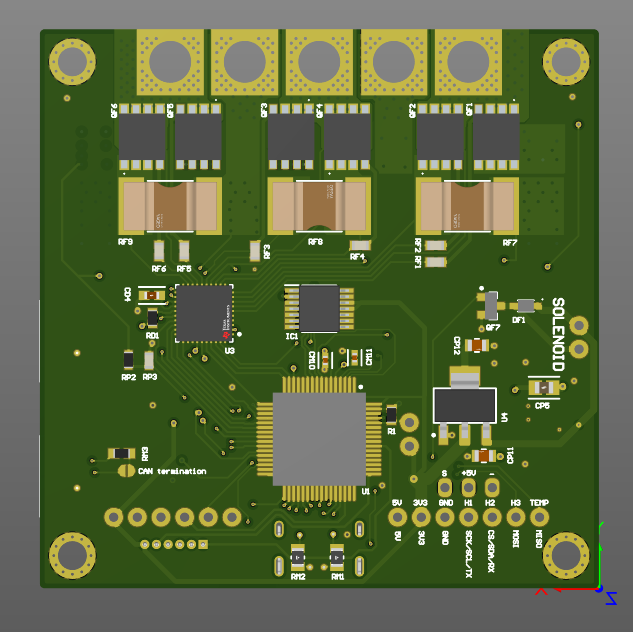 QF6
QF5
QF3
QF4
QF2
QF1
RF9
RF8
RF7
RF6
RF5
RF3
RF4
RF2
RF1
CD4
RD1
U3
IC1
QF7
DF1
SOLENOID
RP2
RP3
CM10
CM11
CP12
CP5
U4
R1
CP11
RM3
CAN termination
U1
S
+5V
-
5V
3V3
GND
H1
H2
H3
TEMP
5V
3V3
GND
SCK/SCL/TX
CS/SDA/RX
MOSI
MISO
RM2
RM1
X
Z